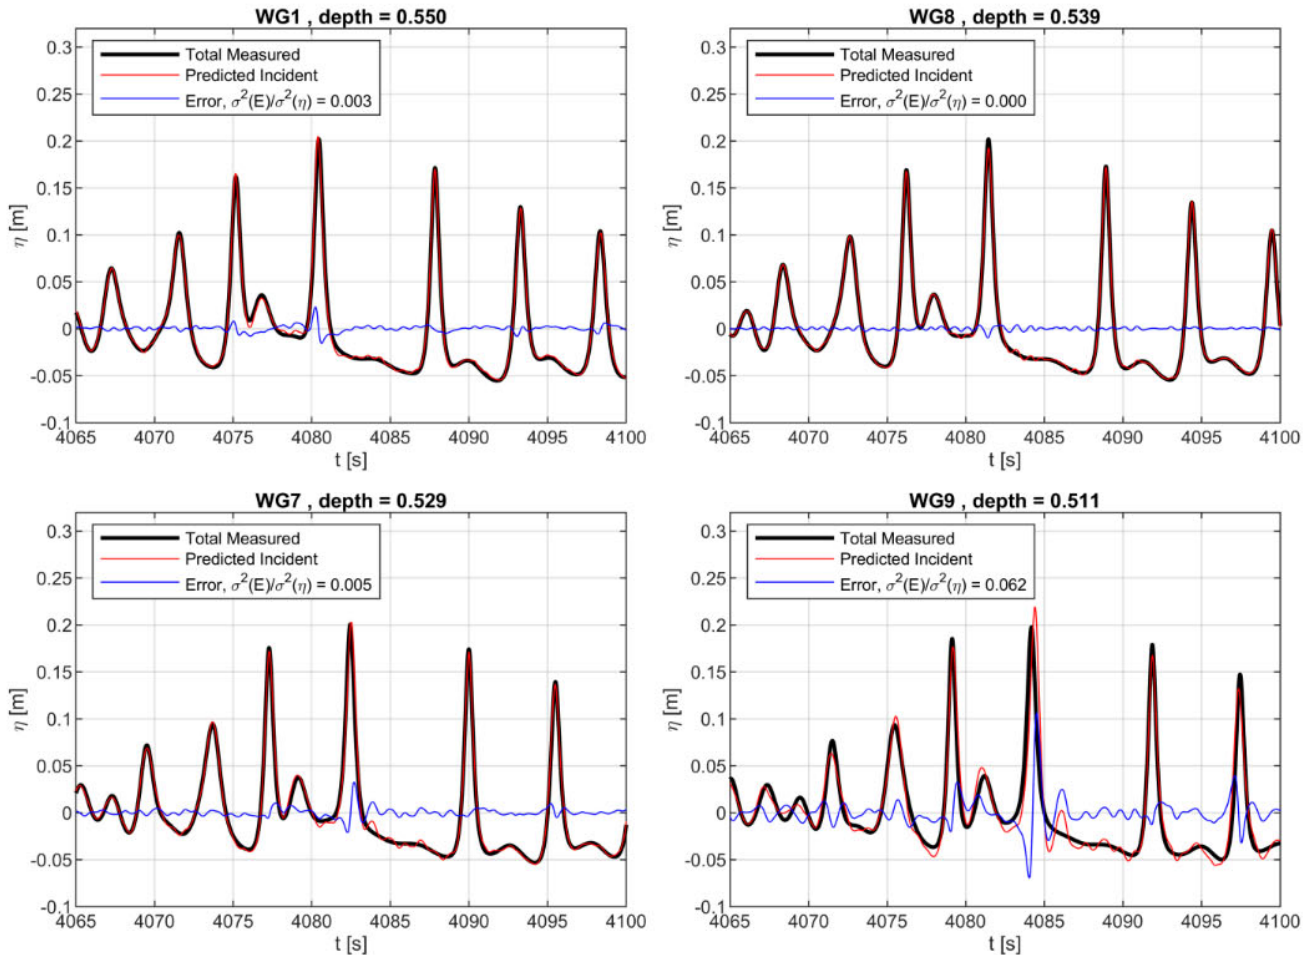 WG1 , depth = 0.550
0.3
0.2
0.15
0.1
0.05
0
-0.05
-0.1
η [m]
Total Measured
Predicted Incident
Error, σ²(E)/σ²(η) = 0.003
4065 4070 4075 4080 4085 4090 4095 4100
t [s]
WG8 , depth = 0.539
0.3
0.25
0.2
0.15
0.1
0.05
0
-0.05
-0.1
η [m]
Total Measured
Predicted Incident
Error, σ²(E)/σ²(η) = 0.000
4065 4070 4075 4080 4085 4090 4095 4100
t [s]
WG7 , depth = 0.529
0.3
0.25
0.2
0.15
0.1
0.05
0
-0.05
-0.1
η [m]
Total Measured
Predicted Incident
Error, σ²(E)/σ²(η) = 0.005
4065 4070 4075 4080 4085 4090 4095 4100
t [s]
WG9 , depth = 0.511
0.3
0.25
0.2
0.15
0.1
0.05
0
-0.05
-0.1
η [m]
Total Measured
Predicted Incident
Error, σ²(E)/σ²(η) = 0.062
4065 4070 4075 4080 4085 4090 4095 4100
t [s]